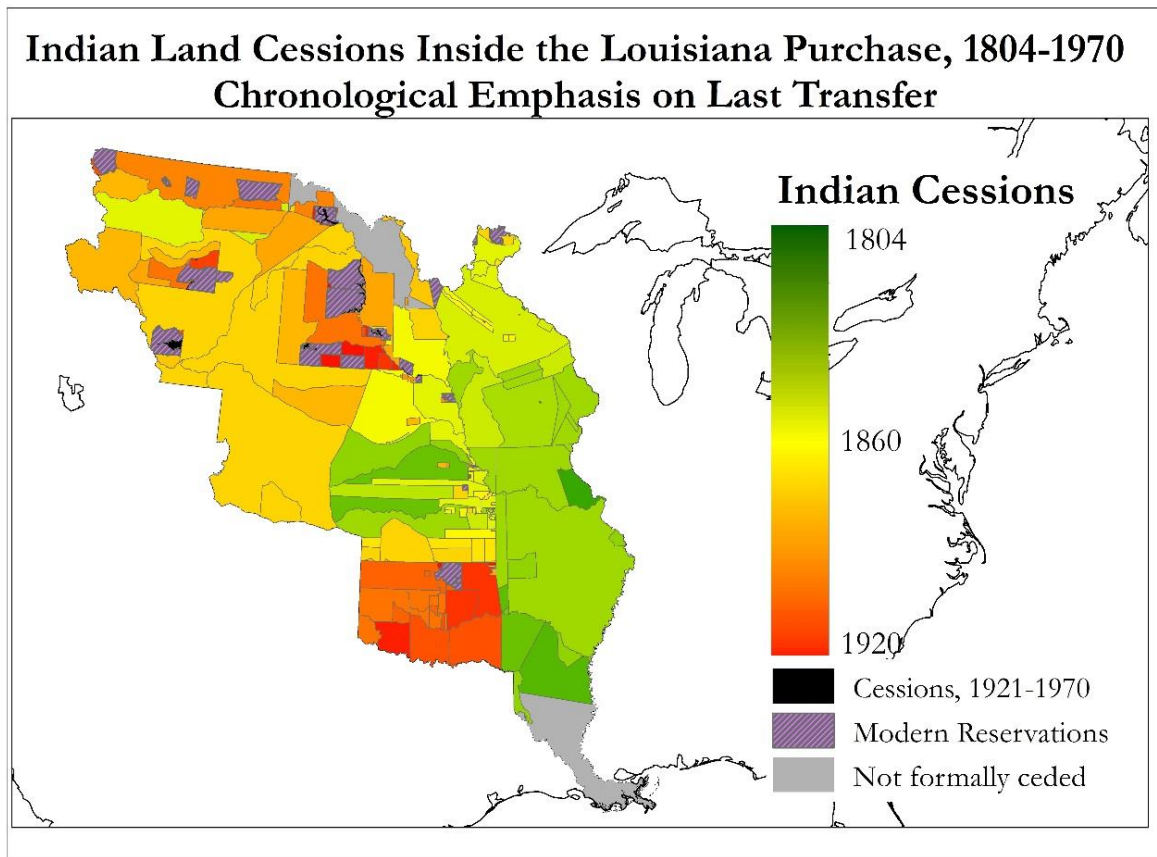 Indian Land Cessions Inside the Louisiana Purchase, 1804-1970
Chronological Emphasis on Last Transfer
Indian Cessions
1804
1860
1920
Cessions, 1921-1970
Modern Reservations
Not formally ceded